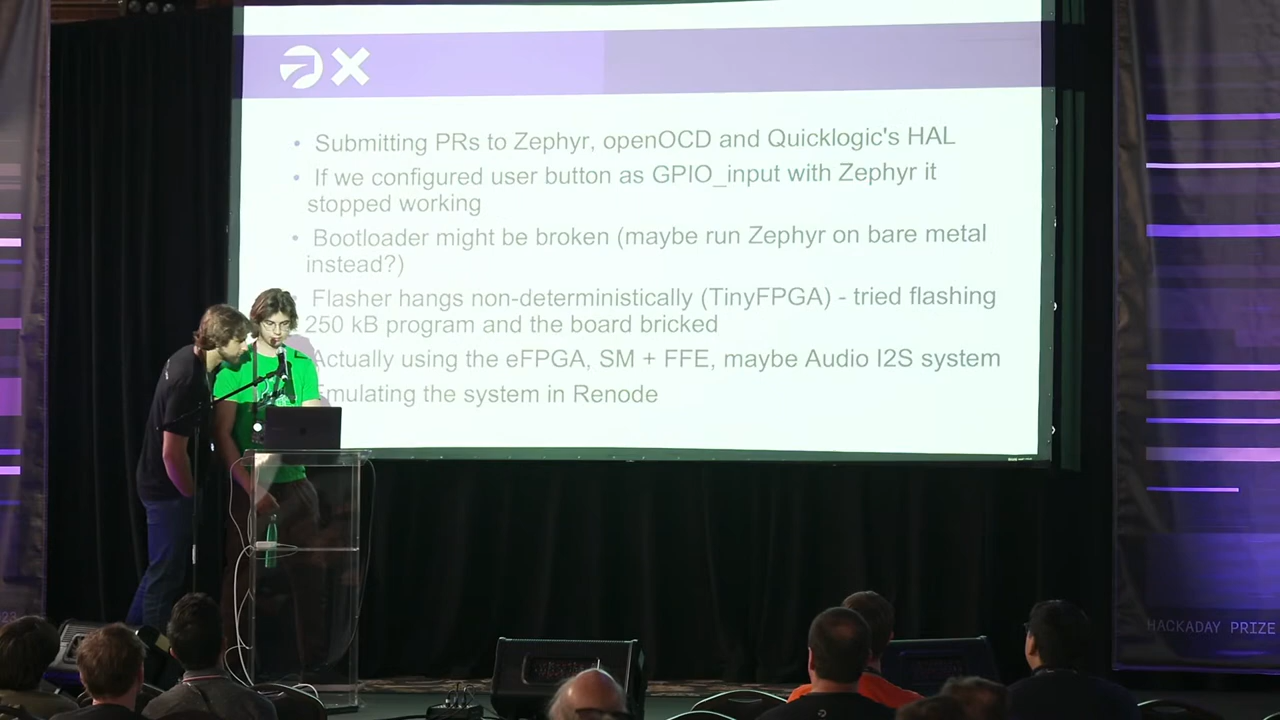 • Submitting PRs to Zephyr, openOCD and Quicklogic's HAL
• If we configured user button as GPIO_input with Zephyr it
stopped working
• Bootloader might be broken (maybe run Zephyr on bare metal
instead?)
Flasher hangs non-deterministically (TinyFPGA) - tried flashing
250 kB program and the board bricked
Actually using the eFPGA, SM + FFE, maybe Audio I2S system
Emulating the system in Renode
HACKADAY PRIZE
23